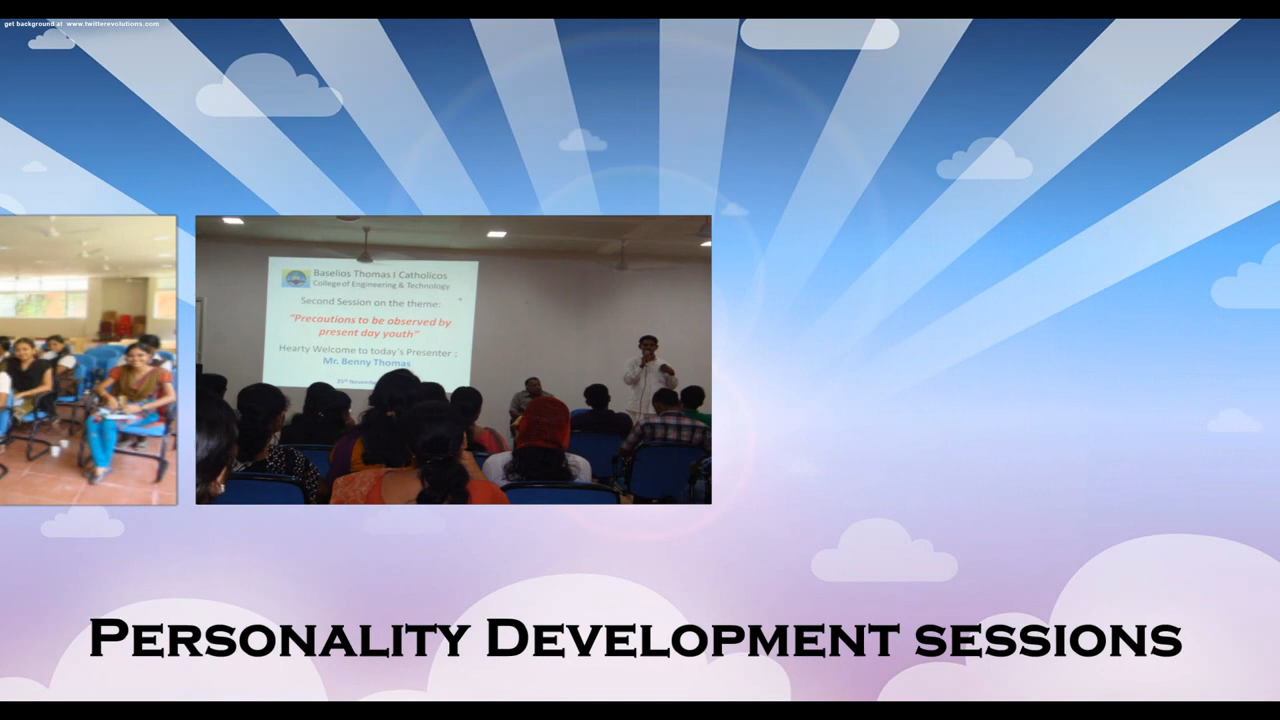 get background at www.twitterevolutions.com
Baselios Thomas I Catholicos
College of Engineering & Technology
Second Session on the theme:
"Precautions to be observed by
present day youth"
Hearty Welcome to today's Presenter :
Mr. Benny Thomas
PERSONALITY DEVELOPMENT SESSIONS